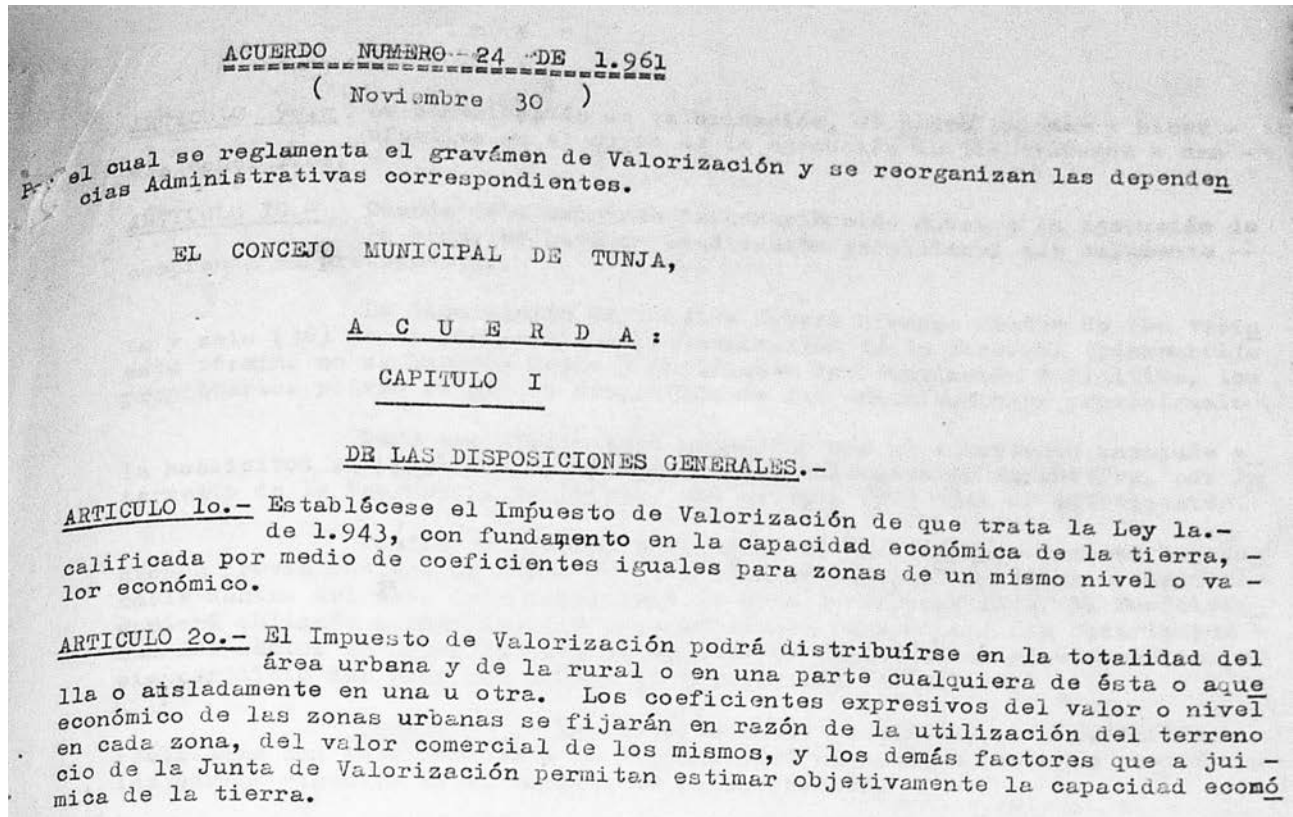 ACUERDO NUMERO 24 DE 1.961
( Noviembre 30 )
Por el cual se reglamenta el gravámen de Valorización y se reorganizan las dependen
cias Administrativas correspondientes.
EL CONCEJO MUNICIPAL DE TUNJA,
A C U E R D A :
CAPITULO I
DE LAS DISPOSICIONES GENERALES.-
ARTICULO 1o.- Establécese el Impuesto de Valorización de que trata la Ley 1a.-
de 1.943, con fundamento en la capacidad económica de la tierra, -
calificada por medio de coeficientes iguales para zonas de un mismo nivel o va -
lor económico.
ARTICULO 2o.- El Impuesto de Valorización podrá distribuírse en la totalidad del
área urbana y de la rural o en una parte cualquiera de ésta o aque
lla o aisladamente en una u otra. Los coeficientes expresivos del valor o nivel
económico de las zonas urbanas se fijarán en razón de la utilización del terreno
en cada zona, del valor comercial de los mismos, y los demás factores que a jui -
cio de la Junta de Valorización permitan estimar objetivamente la capacidad econó
mica de la tierra.